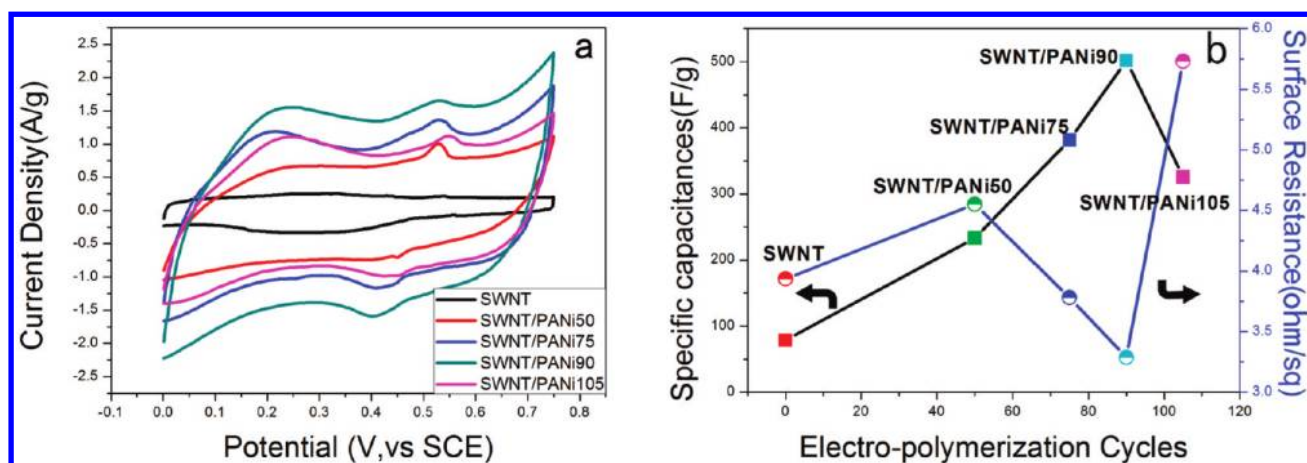 a
Current Density(A/g)
2.5
2.0
1.5
1.0
0.5
0.0
-0.5
-1.0
-1.5
-2.0
-2.5
SWNT
SWNT/PANi50
SWNT/PANi75
SWNT/PANi90
SWNT/PANi105
-0.1 0.0 0.1 0.2 0.3 0.4 0.5 0.6 0.7 0.8
Potential (V,vs SCE)
b
Specific capacitances(F/g)
500
400
300
200
100
0
SWNT/PANi90
SWNT/PANi75
SWNT/PANi50
SWNT/PANi105
SWNT
6.0
5.5
5.0
4.5
4.0
3.5
3.0
Surface Resistance(ohm/sq)
0 20 40 60 80 100 120
Electro-polymerization Cycles